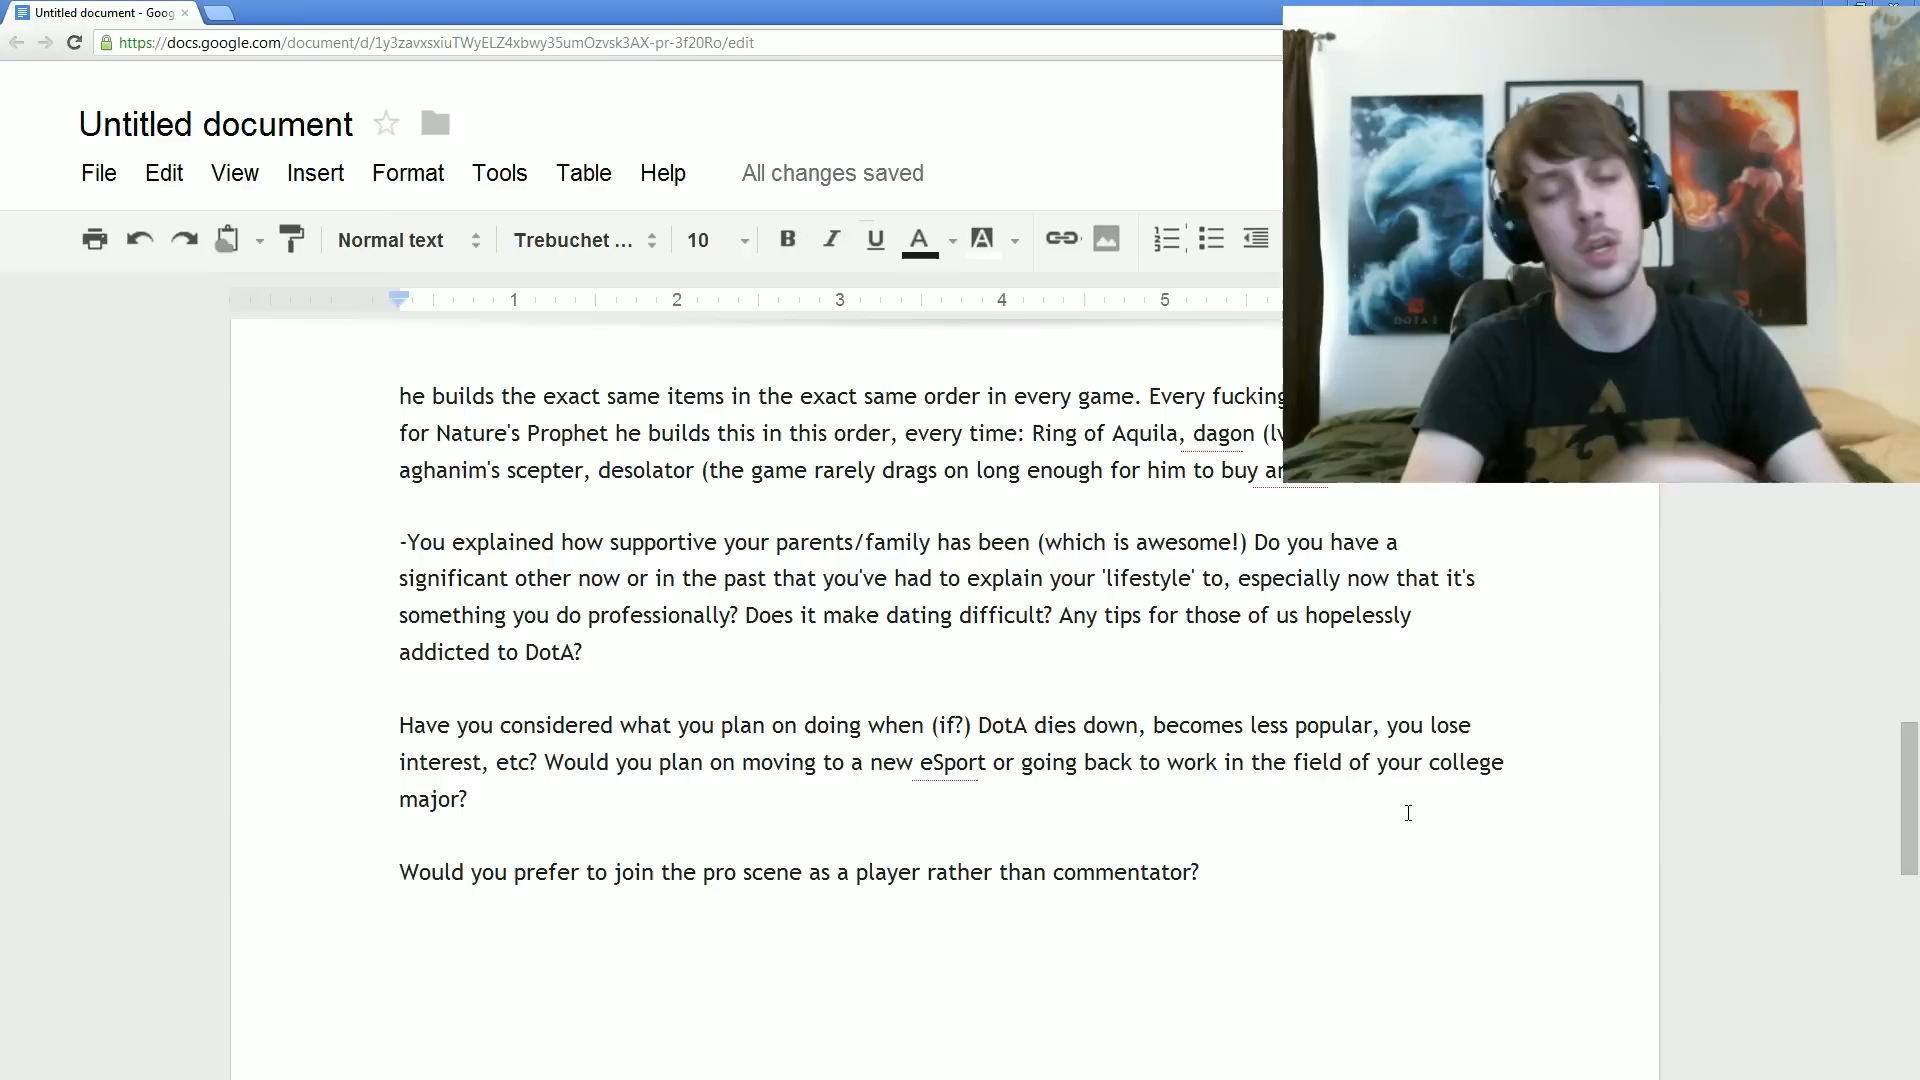 Untitled document - Goog
https://docs.google.com/document/d/1y3zavxsxiuTWyELZ4xbwy35umOzvsk3AX-pr-3f20Ro/edit
Untitled document
File Edit View Insert Format Tools Table Help All changes saved
Normal text Trebuchet ... 10 B I U A A
1 2 3 4 5
he builds the exact same items in the exact same order in every game. Every fucking
for Nature's Prophet he builds this in this order, every time: Ring of Aquila, dagon (lv
aghanim's scepter, desolator (the game rarely drags on long enough for him to buy
-You explained how supportive your parents/family has been (which is awesome!) Do you have a
significant other now or in the past that you've had to explain your 'lifestyle' to, especially now that it's
something you do professionally? Does it make dating difficult? Any tips for those of us hopelessly
addicted to DotA?
Have you considered what you plan on doing when (if?) DotA dies down, becomes less popular, you lose
interest, etc? Would you plan on moving to a new eSport or going back to work in the field of your college
major?
Would you prefer to join the pro scene as a player rather than commentator?
DOTA 2